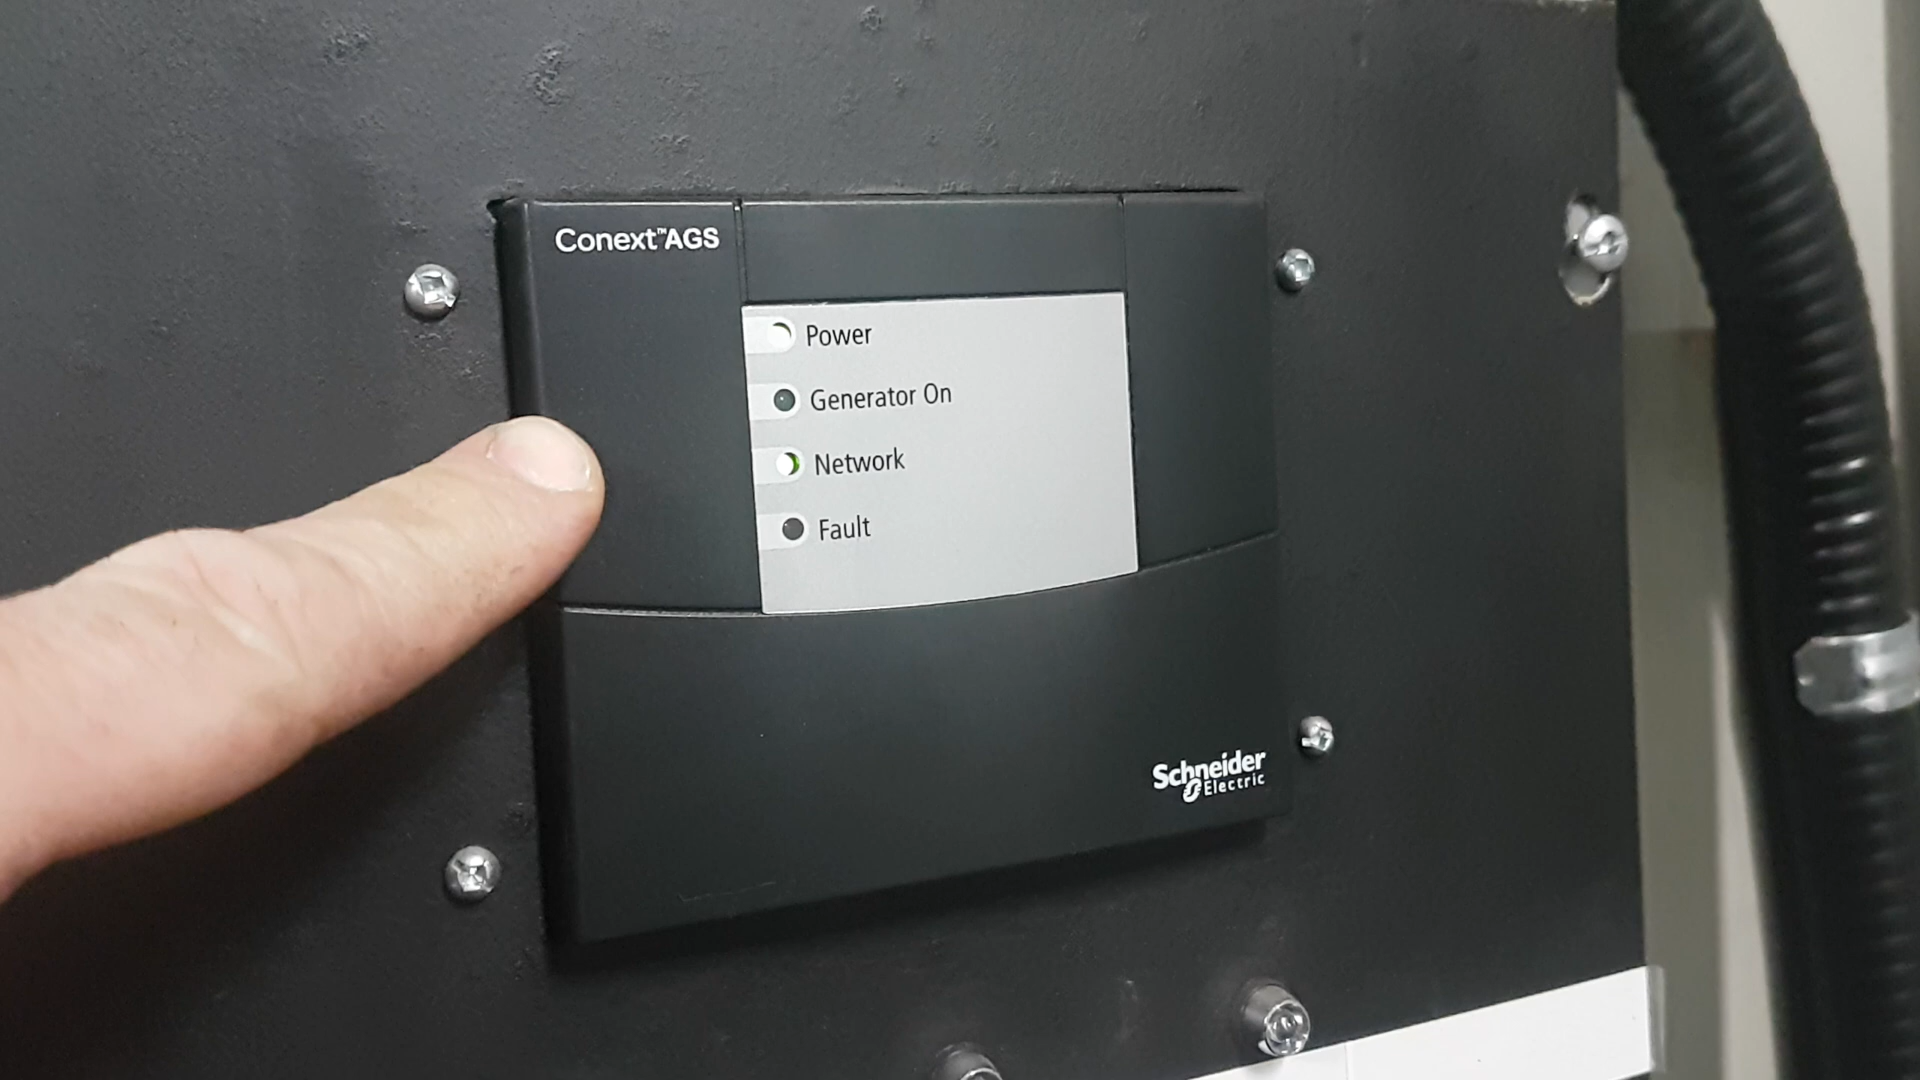 Conext™AGS
Power
Generator On
Network
Fault
Schneider
Electric